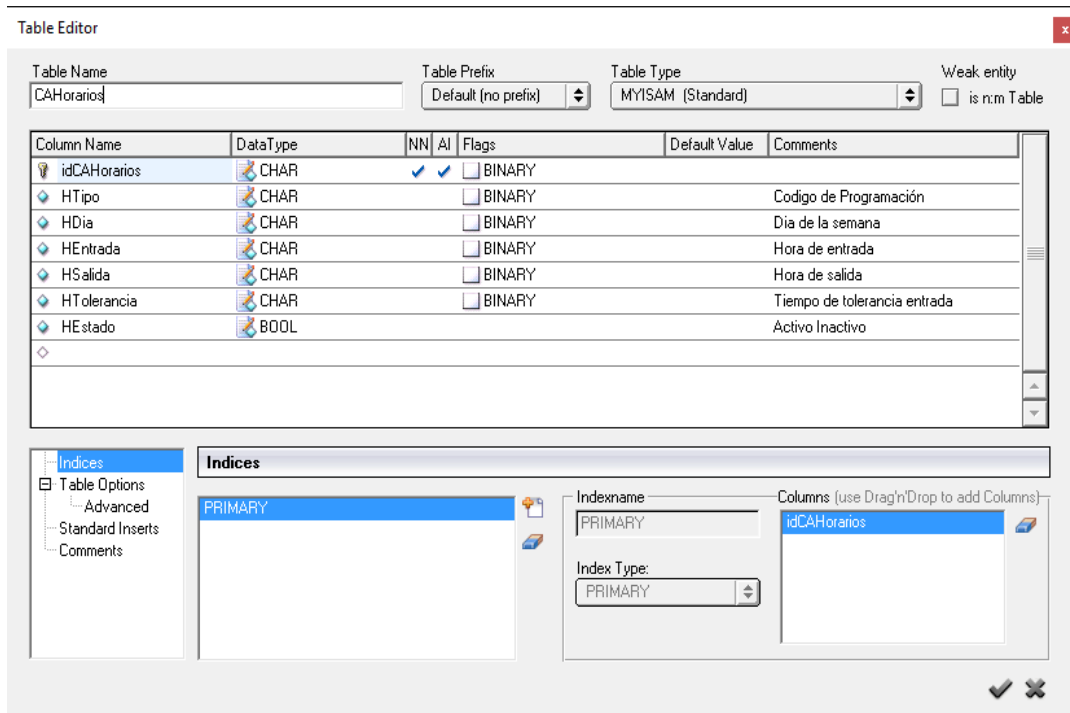 Table Editor
x
Table Name Table Prefix Table Type Weak entity
CAHorarios Default (no prefix) MYISAM (Standard) is n:m Table
Column Name DataType NN AI Flags Default Value Comments
idCAHorarios CHAR BINARY
HTipo CHAR BINARY Codigo de Programación
HDia CHAR BINARY Dia de la semana
HEntrada CHAR BINARY Hora de entrada
HSalida CHAR BINARY Hora de salida
HTolerancia CHAR BINARY Tiempo de tolerancia entrada
HEstado BOOL Activo Inactivo
Indices
Table Options
Advanced
Standard Inserts
Comments
Indices
PRIMARY
Indexname
PRIMARY
Index Type:
PRIMARY
Columns (use Drag'n'Drop to add Columns)
idCAHorarios